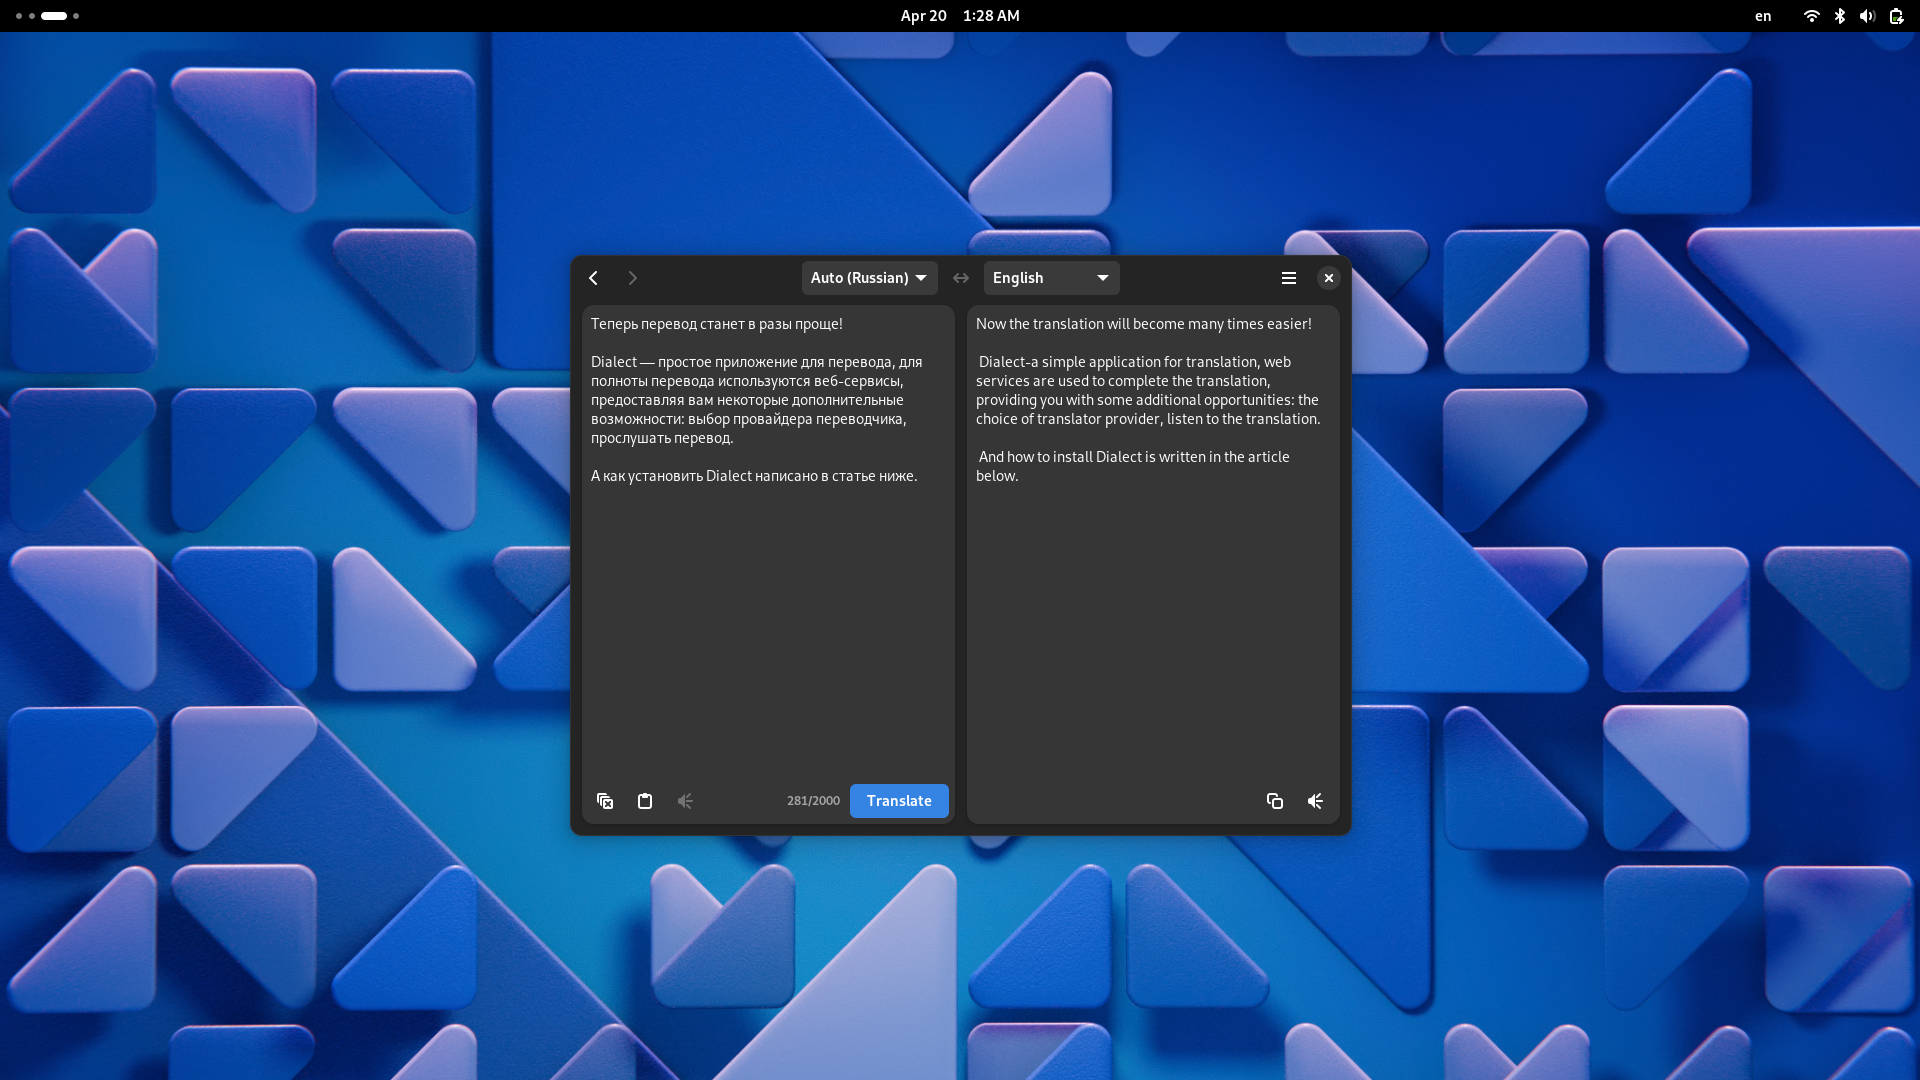 Apr 20 1:28 AM
en
Auto (Russian)
English
Теперь перевод станет в разы проще!
Dialect — простое приложение для перевода, для
полноты перевода используются веб-сервисы,
предоставляя вам некоторые дополнительные
возможности: выбор провайдера переводчика,
прослушать перевод.
А как установить Dialect написано в статье ниже.
281/2000
Translate
Now the translation will become many times easier!
Dialect-a simple application for translation, web
services are used to complete the translation,
providing you with some additional opportunities: the
choice of translator provider, listen to the translation.
And how to install Dialect is written in the article
below.